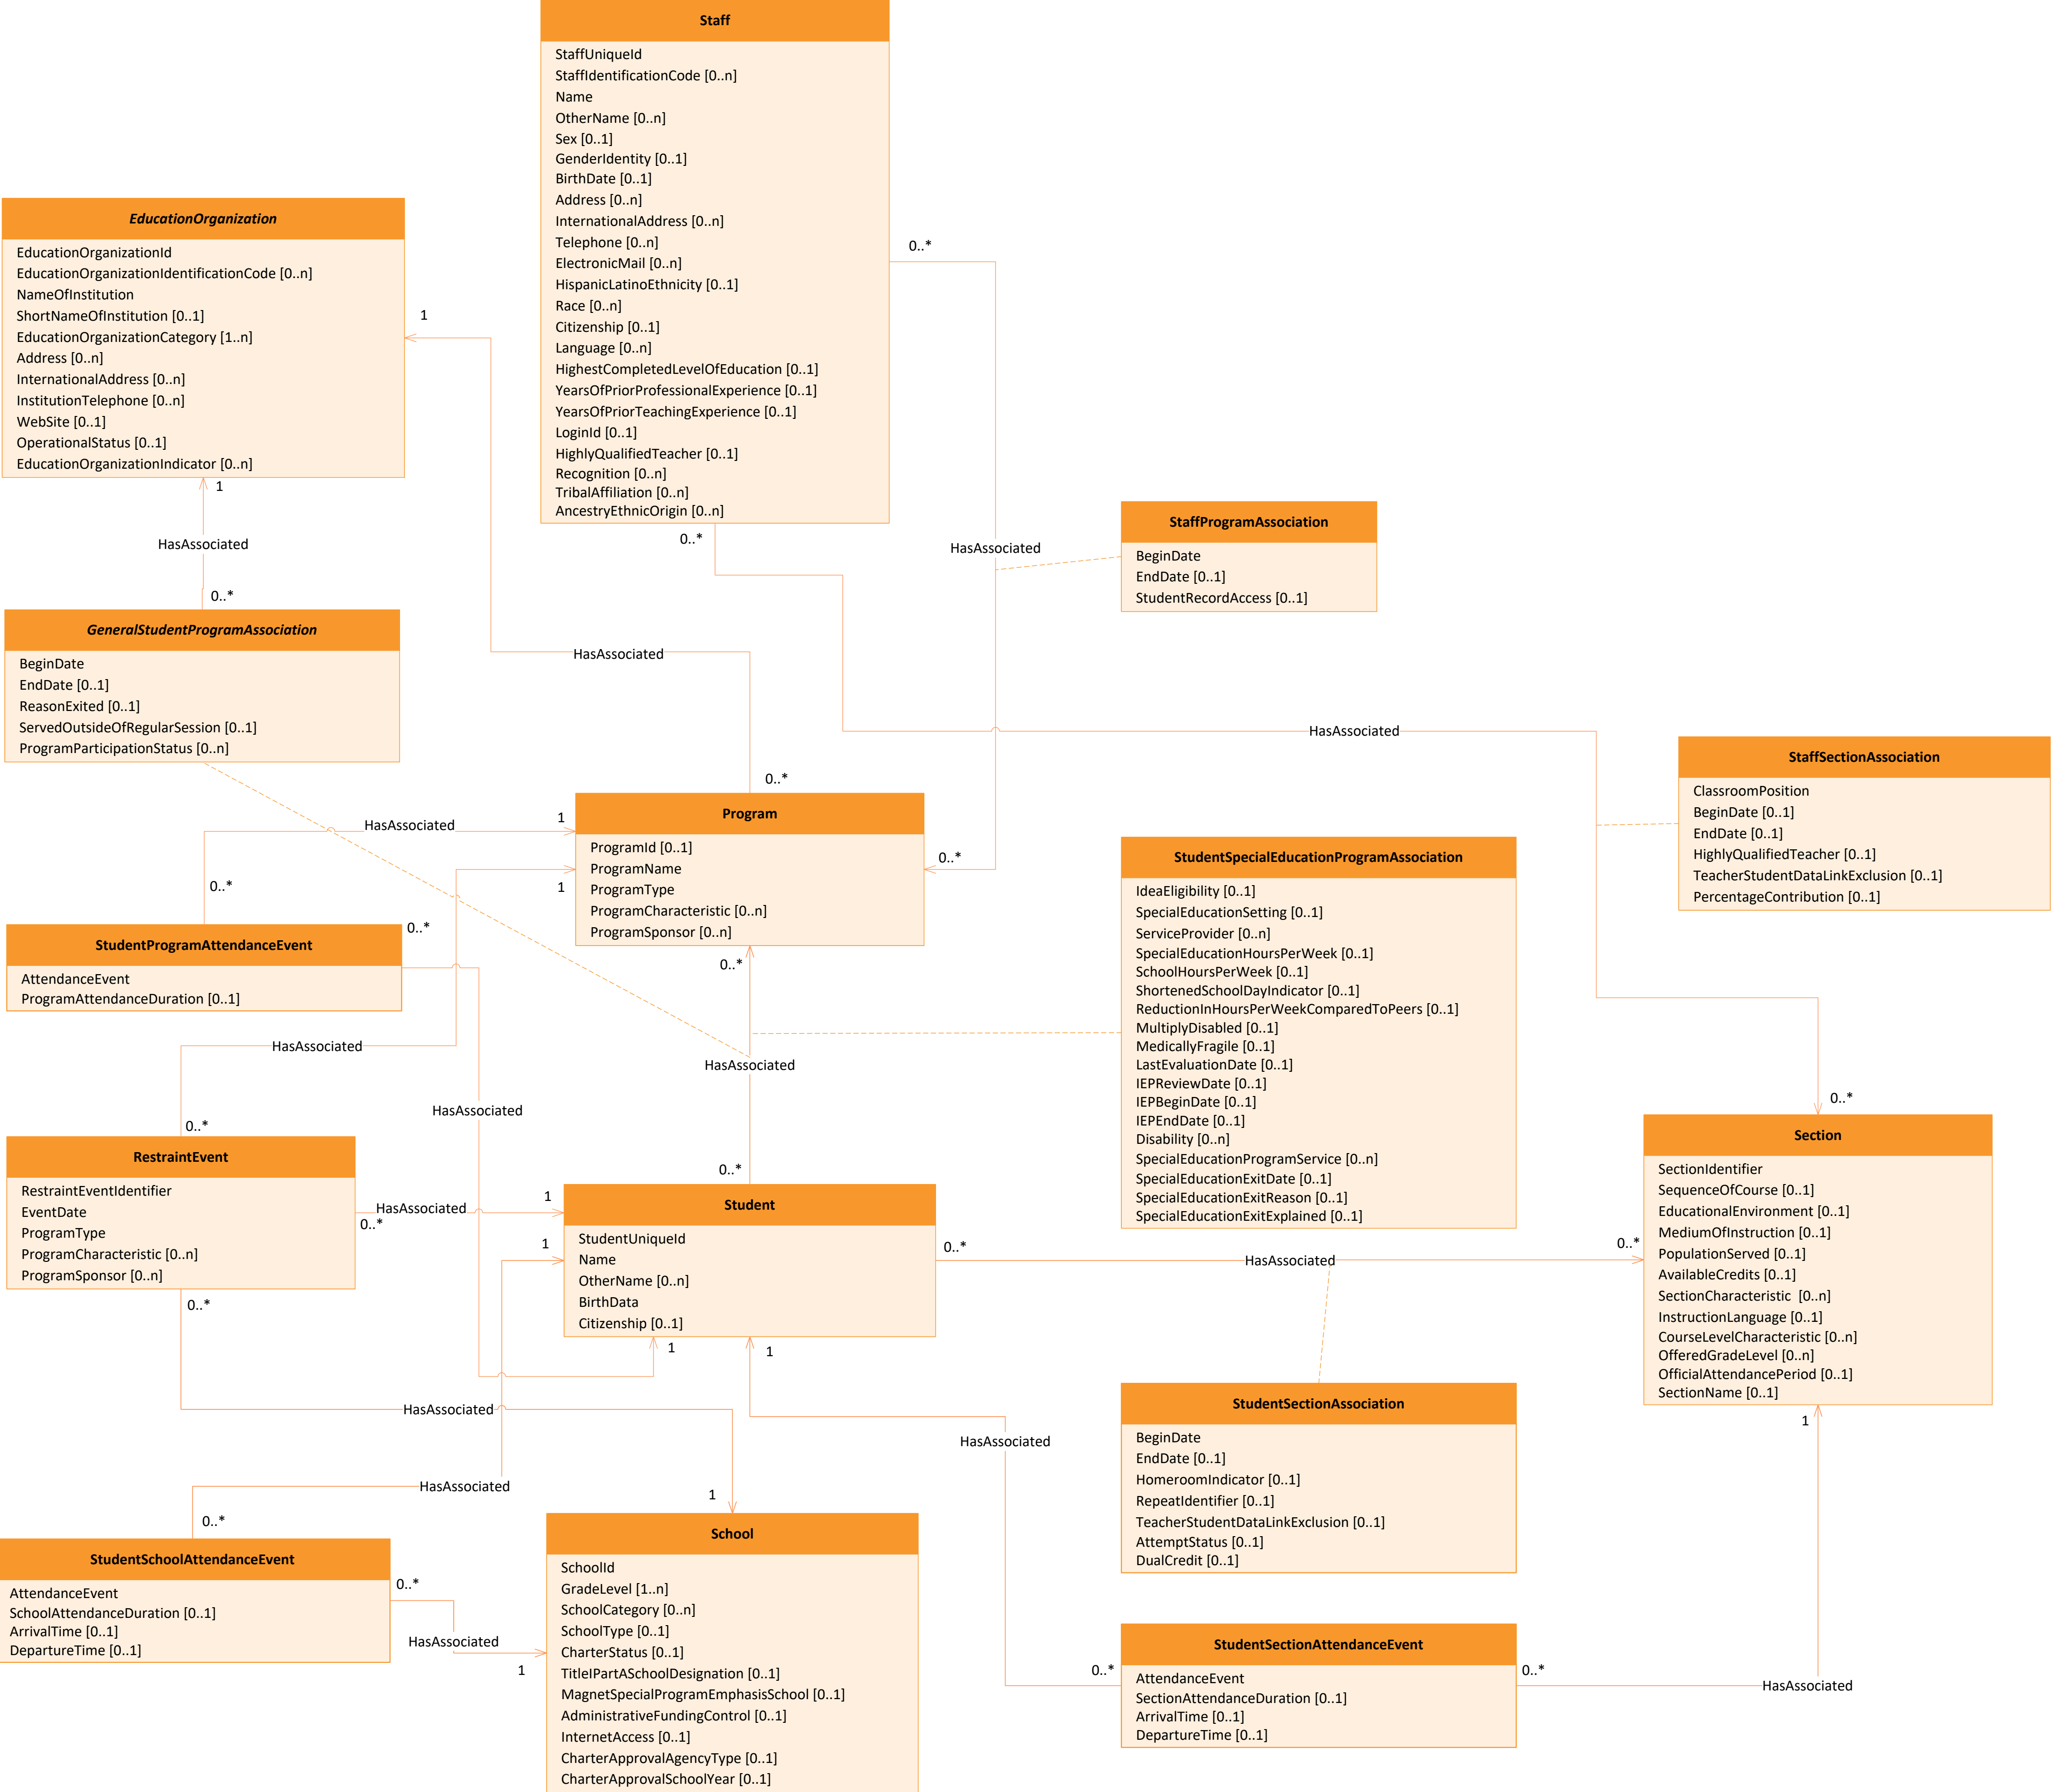 Staff
StaffUniqueId
StaffIdentificationCode [0..n]
Name
OtherName [0..n]
Sex [0..1]
GenderIdentity [0..1]
BirthDate [0..1]
Address [0..n]
InternationalAddress [0..n]
Telephone [0..n]
ElectronicMail [0..n]
HispanicLatinoEthnicity [0..1]
Race [0..n]
Citizenship [0..1]
Language [0..n]
HighestCompletedLevelOfEducation [0..1]
YearsOfPriorProfessionalExperience [0..1]
YearsOfPriorTeachingExperience [0..1]
LoginId [0..1]
HighlyQualifiedTeacher [0..1]
Recognition [0..n]
TribalAffiliation [0..n]
AncestryEthnicOrigin [0..n]
0..*
0..*
EducationOrganization
EducationOrganizationId
EducationOrganizationIdentificationCode [0..n]
NameOfInstitution
ShortNameOfInstitution [0..1]
EducationOrganizationCategory [1..n]
Address [0..n]
InternationalAddress [0..n]
InstitutionTelephone [0..n]
WebSite [0..1]
OperationalStatus [0..1]
EducationOrganizationIndicator [0..n]
1
1
HasAssociated
0..*
HasAssociated
StaffProgramAssociation
BeginDate
EndDate [0..1]
StudentRecordAccess [0..1]
GeneralStudentProgramAssociation
BeginDate
EndDate [0..1]
ReasonExited [0..1]
ServedOutsideOfRegularSession [0..1]
ProgramParticipationStatus [0..n]
HasAssociated
HasAssociated
StaffSectionAssociation
ClassroomPosition
BeginDate [0..1]
EndDate [0..1]
HighlyQualifiedTeacher [0..1]
TeacherStudentDataLinkExclusion [0..1]
PercentageContribution [0..1]
0..*
HasAssociated
1
Program
ProgramId [0..1]
ProgramName
ProgramType
ProgramCharacteristic [0..n]
ProgramSponsor [0..n]
0..*
1
0..*
0..*
0..*
StudentProgramAttendanceEvent
AttendanceEvent
ProgramAttendanceDuration [0..1]
StudentSpecialEducationProgramAssociation
IdeaEligibility [0..1]
SpecialEducationSetting [0..1]
ServiceProvider [0..n]
SpecialEducationHoursPerWeek [0..1]
SchoolHoursPerWeek [0..1]
ShortenedSchoolDayIndicator [0..1]
ReductionInHoursPerWeekComparedToPeers [0..1]
MultiplyDisabled [0..1]
MedicallyFragile [0..1]
LastEvaluationDate [0..1]
IEPReviewDate [0..1]
IEPBeginDate [0..1]
IEPEndDate [0..1]
Disability [0..n]
SpecialEducationProgramService [0..n]
SpecialEducationExitDate [0..1]
SpecialEducationExitReason [0..1]
SpecialEducationExitExplained [0..1]
HasAssociated
HasAssociated
HasAssociated
0..*
0..*
0..*
RestraintEvent
RestraintEventIdentifier
EventDate
ProgramType
ProgramCharacteristic [0..n]
ProgramSponsor [0..n]
HasAssociated
0..*
1
1
0..*
Student
StudentUniqueId
Name
OtherName [0..n]
BirthData
Citizenship [0..1]
1
1
0..*
HasAssociated
0..*
Section
SectionIdentifier
SequenceOfCourse [0..1]
EducationalEnvironment [0..1]
MediumOfInstruction [0..1]
PopulationServed [0..1]
AvailableCredits [0..1]
SectionCharacteristic [0..n]
InstructionLanguage [0..1]
CourseLevelCharacteristic [0..n]
OfferedGradeLevel [0..n]
OfficialAttendancePeriod [0..1]
SectionName [0..1]
1
StudentSectionAssociation
BeginDate
EndDate [0..1]
HomeroomIndicator [0..1]
RepeatIdentifier [0..1]
TeacherStudentDataLinkExclusion [0..1]
AttemptStatus [0..1]
DualCredit [0..1]
HasAssociated
HasAssociated
HasAssociated
1
0..*
StudentSchoolAttendanceEvent
AttendanceEvent
SchoolAttendanceDuration [0..1]
ArrivalTime [0..1]
DepartureTime [0..1]
0..*
HasAssociated
1
School
SchoolId
GradeLevel [1..n]
SchoolCategory [0..n]
SchoolType [0..1]
CharterStatus [0..1]
TitleIPartASchoolDesignation [0..1]
MagnetSpecialProgramEmphasisSchool [0..1]
AdministrativeFundingControl [0..1]
InternetAccess [0..1]
CharterApprovalAgencyType [0..1]
CharterApprovalSchoolYear [0..1]
0..*
StudentSectionAttendanceEvent
AttendanceEvent
SectionAttendanceDuration [0..1]
ArrivalTime [0..1]
DepartureTime [0..1]
0..*
HasAssociated